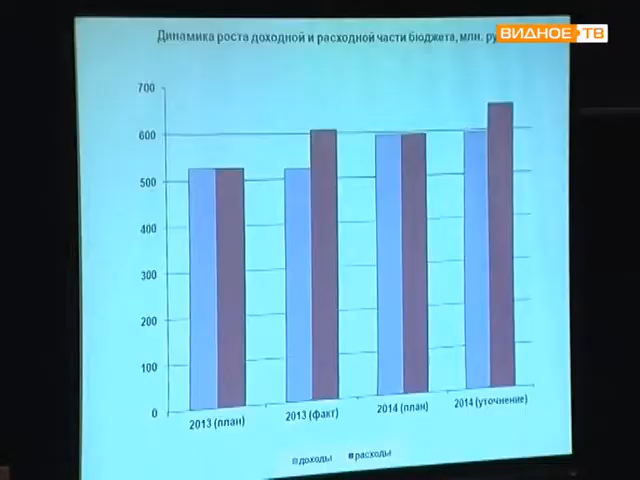 Динамика роста доходной и расходной части бюджета, млн.
ВИДНОЕ ТВ
700
600
500
400
300
200
100
0
2013 (план)
2013 (факт)
2014 (план)
2014 (уточнение)
доходы
расходы